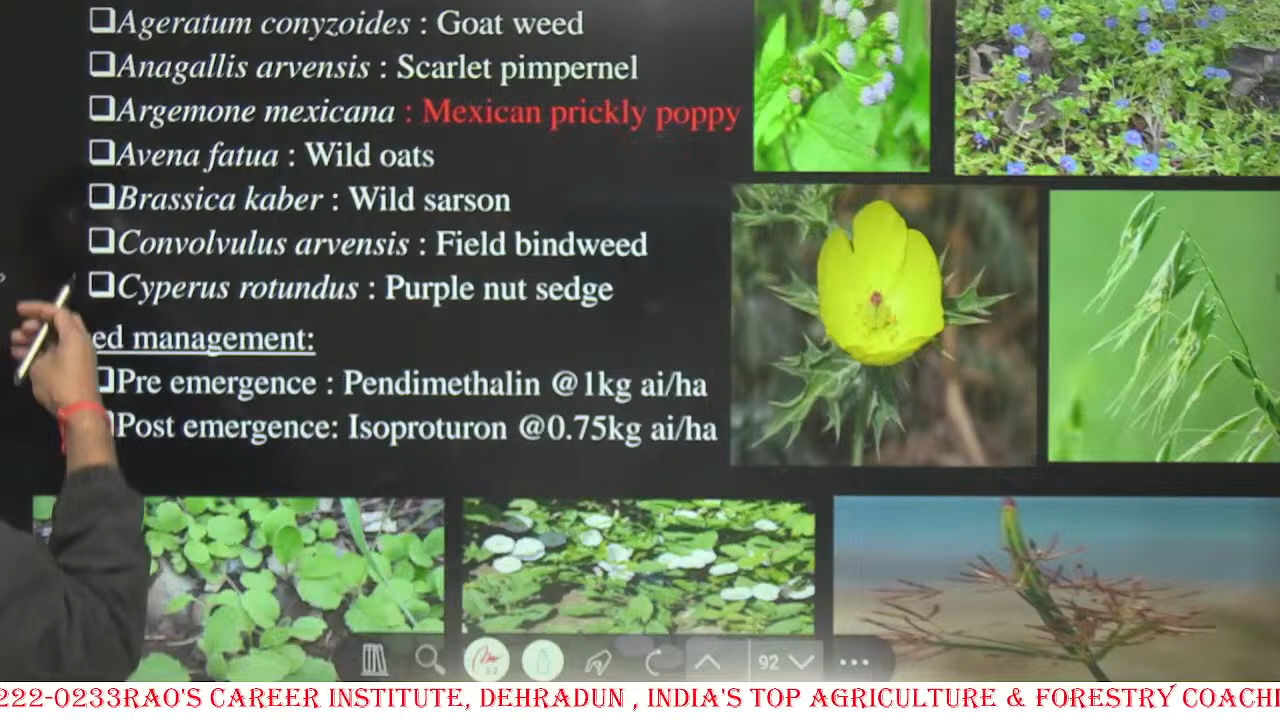 ❑Ageratum conyzoides : Goat weed
❑Anagallis arvensis : Scarlet pimpernel
❑Argemone mexicana : Mexican prickly poppy
❑Avena fatua : Wild oats
❑Brassica kaber : Wild sarson
❑Convolvulus arvensis : Field bindweed
❑Cyperus rotundus : Purple nut sedge
ed management:
❑Pre emergence : Pendimethalin @1kg ai/ha
Post emergence: Isoproturon @0.75kg ai/ha
92
222-0233RAO'S CAREER INSTITUTE, DEHRADUN , INDIA'S TOP AGRICULTURE & FORESTRY COACHI